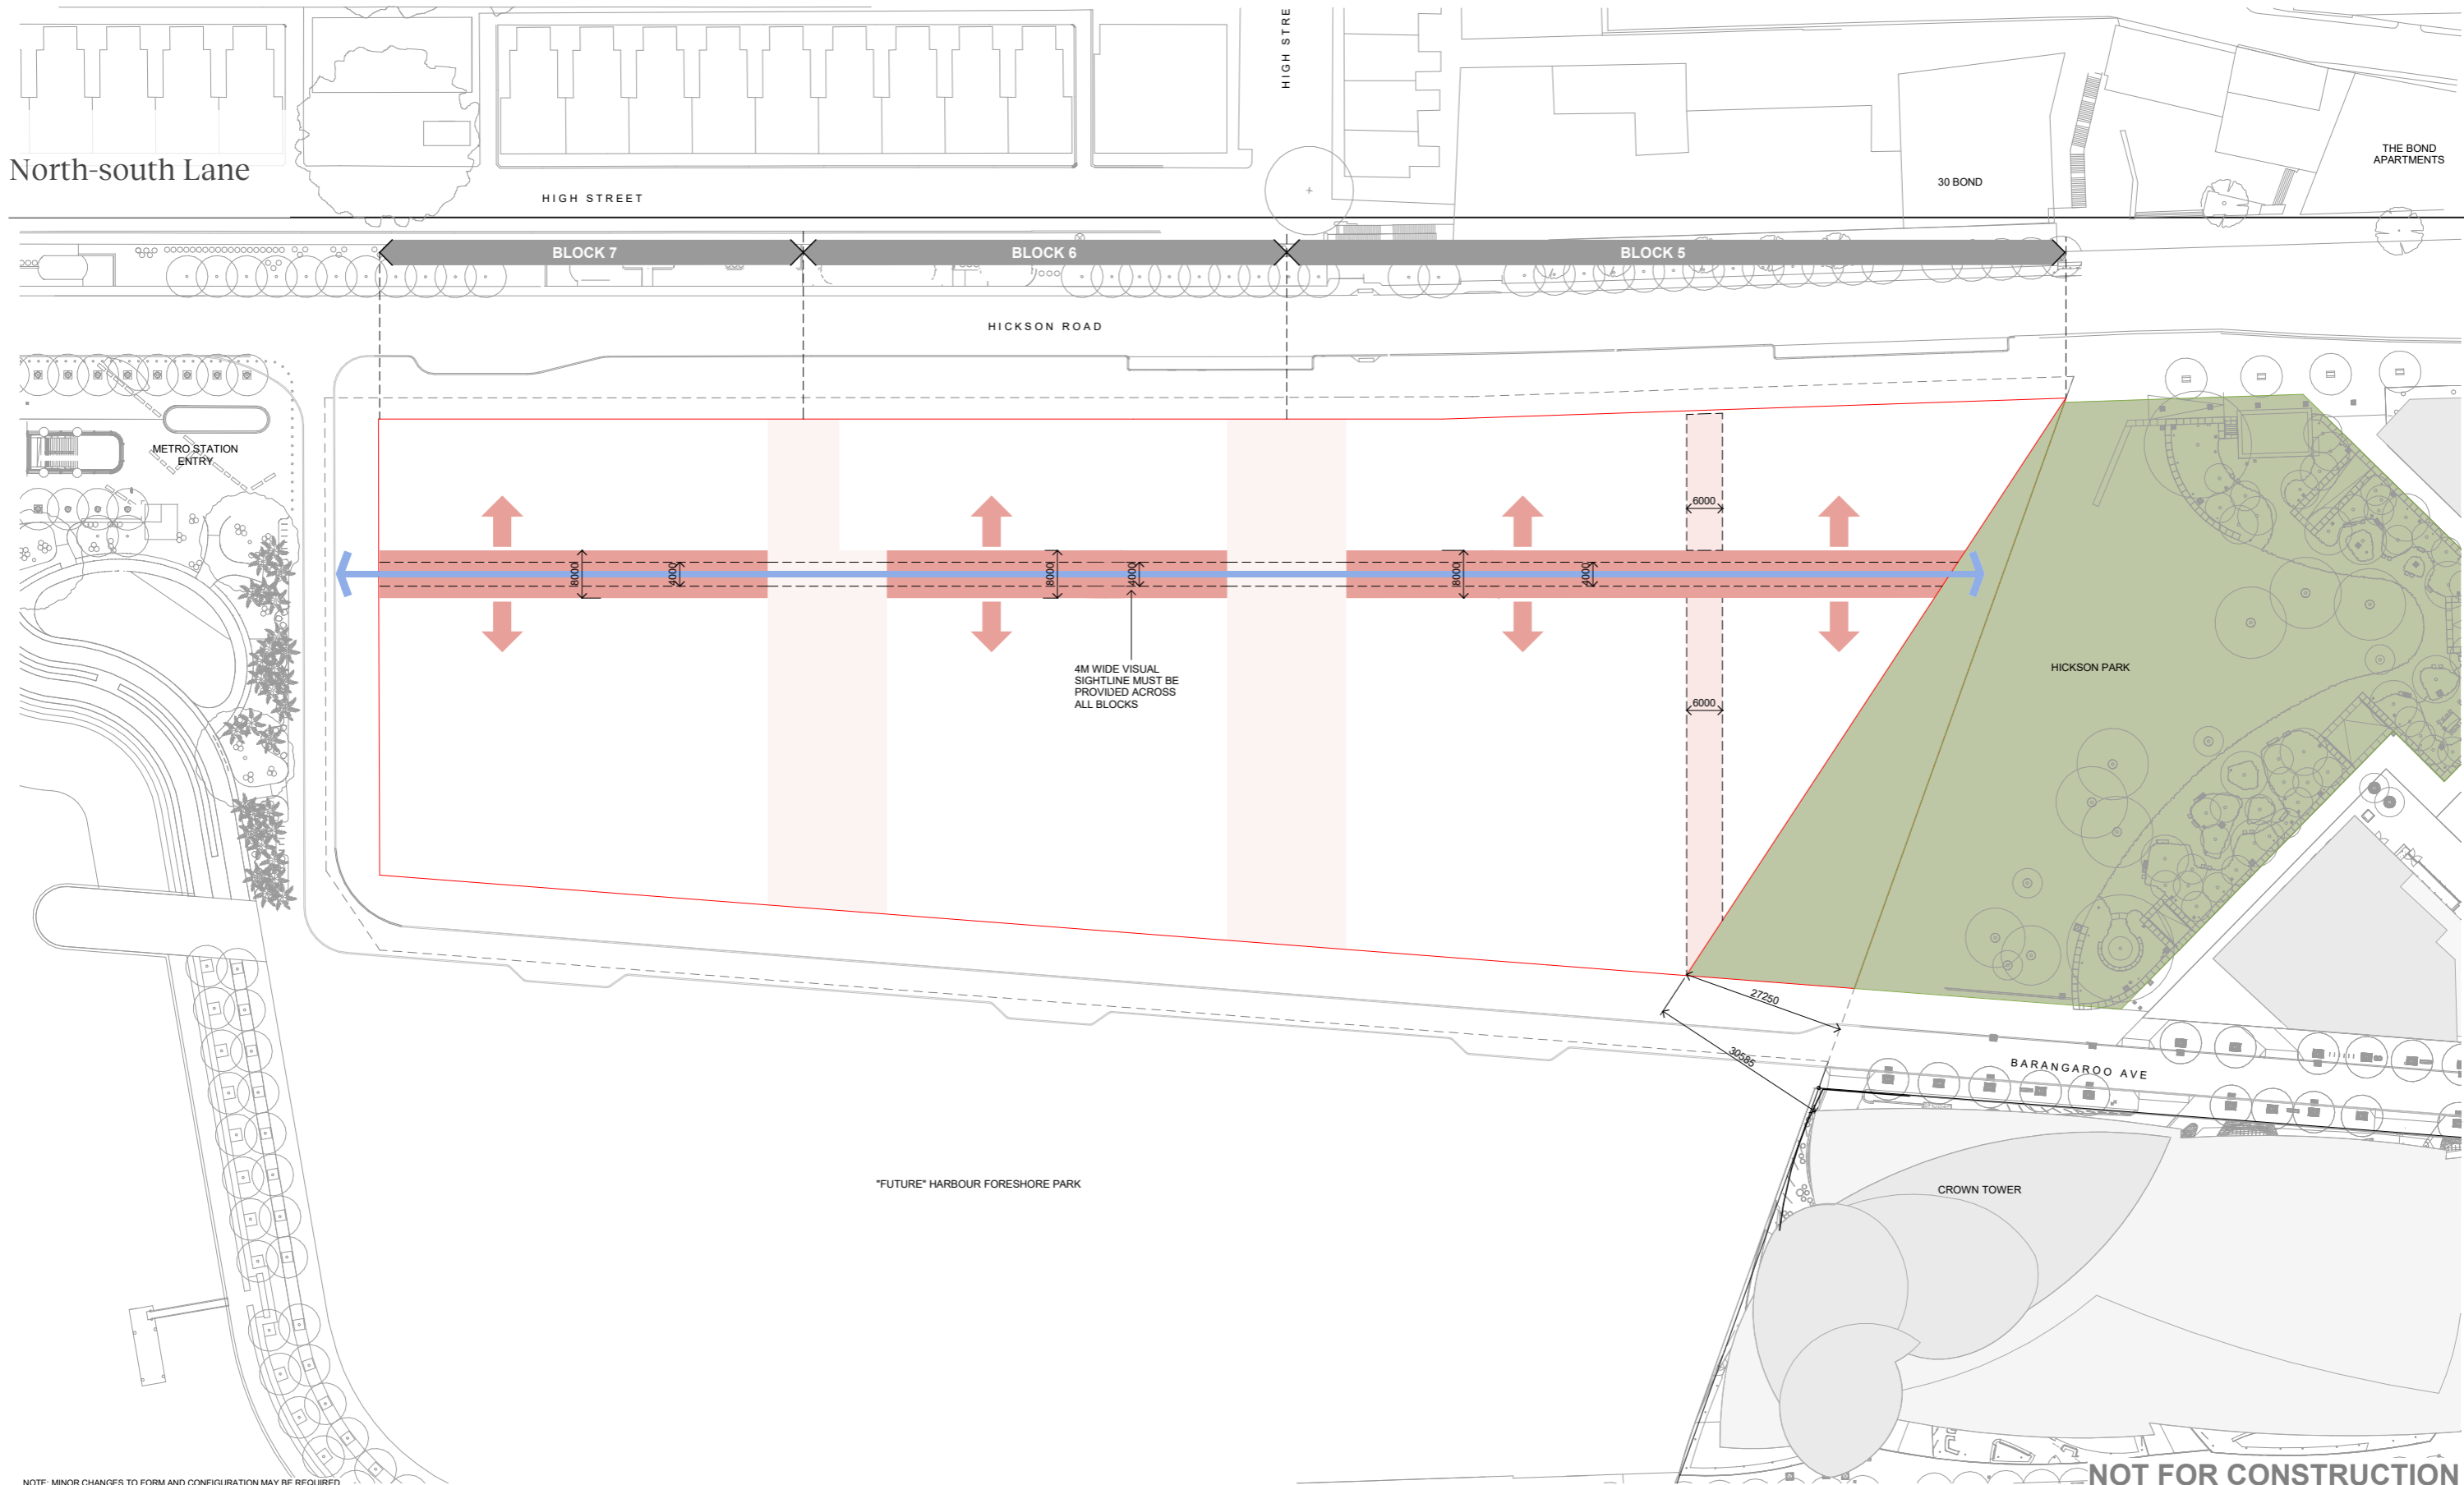 HIGH STRE
North-south Lane
HIGH STREET
30 BOND
THE BOND
APARTMENTS
BLOCK 7
BLOCK 6
BLOCK 5
HICKSON ROAD
METRO STATION
ENTRY
6000
8000
4000
8000
4000
8000
4000
4M WIDE VISUAL
SIGHTLINE MUST BE
PROVIDED ACROSS
ALL BLOCKS
6000
HICKSON PARK
27250
30585
BARANGAROO AVE
"FUTURE" HARBOUR FORESHORE PARK
CROWN TOWER
NOTE: MINOR CHANGES TO FORM AND CONFIGURATION MAY BE REQUIRED
NOT FOR CONSTRUCTION